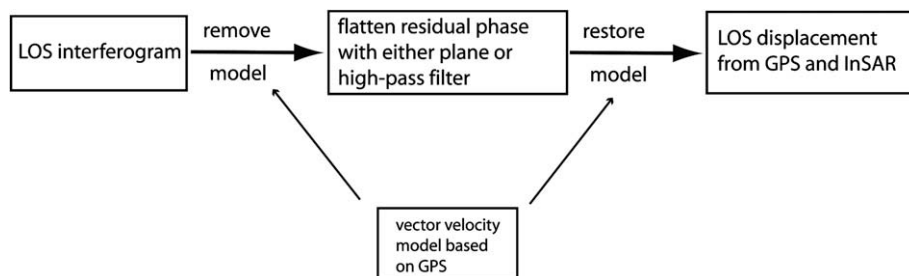 LOS interferogram
remove
model
flatten residual phase
with either plane or
high-pass filter
restore
model
LOS displacement
from GPS and InSAR
vector velocity
model based
on GPS